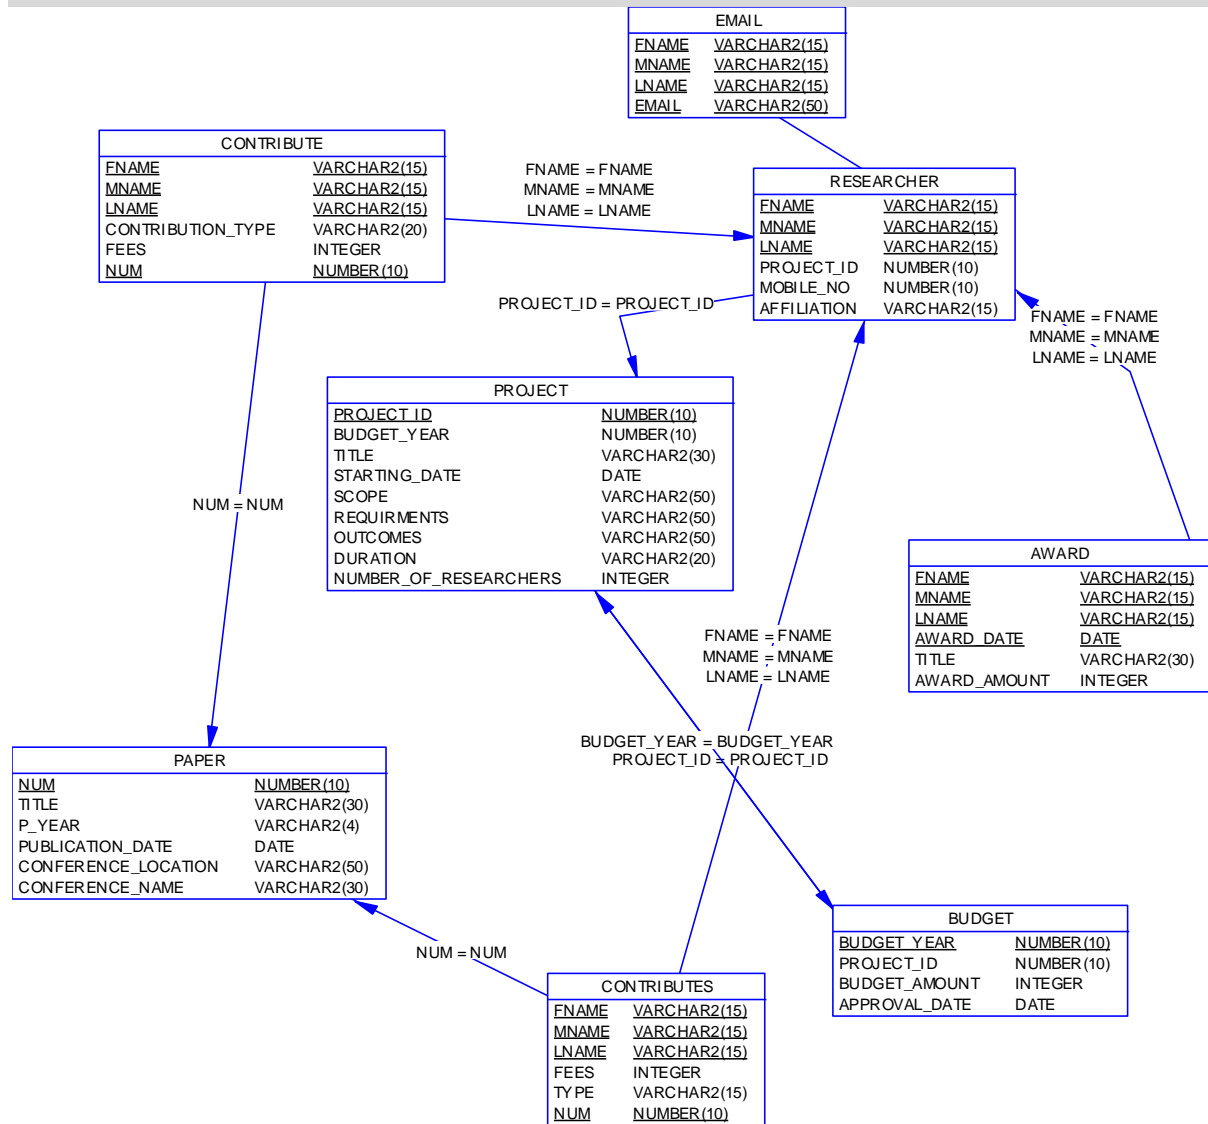 EMAIL
FNAME VARCHAR2(15)
MNAME VARCHAR2(15)
LNAME VARCHAR2(15)
EMAIL VARCHAR2(50)
CONTRIBUTE
FNAME VARCHAR2(15)
MNAME VARCHAR2(15)
LNAME VARCHAR2(15)
CONTRIBUTION_TYPE VARCHAR2(20)
FEES INTEGER
NUM NUMBER(10)
FNAME = FNAME
MNAME = MNAME
LNAME = LNAME
RESEARCHER
FNAME VARCHAR2(15)
MNAME VARCHAR2(15)
LNAME VARCHAR2(15)
PROJECT_ID NUMBER(10)
MOBILE_NO NUMBER(10)
AFFILIATION VARCHAR2(15)
PROJECT_ID = PROJECT_ID
FNAME = FNAME
MNAME = MNAME
LNAME = LNAME
PROJECT
PROJECT_ID NUMBER(10)
BUDGET_YEAR NUMBER(10)
TITLE VARCHAR2(30)
STARTING_DATE DATE
SCOPE VARCHAR2(50)
REQUIRMENTS VARCHAR2(50)
OUTCOMES VARCHAR2(50)
DURATION VARCHAR2(20)
NUMBER_OF_RESEARCHERS INTEGER
NUM = NUM
AWARD
FNAME VARCHAR2(15)
MNAME VARCHAR2(15)
LNAME VARCHAR2(15)
AWARD_DATE DATE
TITLE VARCHAR2(30)
AWARD_AMOUNT INTEGER
FNAME = FNAME
MNAME = MNAME
LNAME = LNAME
BUDGET_YEAR = BUDGET_YEAR
PROJECT_ID = PROJECT_ID
PAPER
NUM NUMBER(10)
TITLE VARCHAR2(30)
P_YEAR VARCHAR2(4)
PUBLICATION_DATE DATE
CONFERENCE_LOCATION VARCHAR2(50)
CONFERENCE_NAME VARCHAR2(30)
NUM = NUM
BUDGET
BUDGET_YEAR NUMBER(10)
PROJECT_ID NUMBER(10)
BUDGET_AMOUNT INTEGER
APPROVAL_DATE DATE
CONTRIBUTES
FNAME VARCHAR2(15)
MNAME VARCHAR2(15)
LNAME VARCHAR2(15)
FEES INTEGER
TYPE VARCHAR2(15)
NUM NUMBER(10)